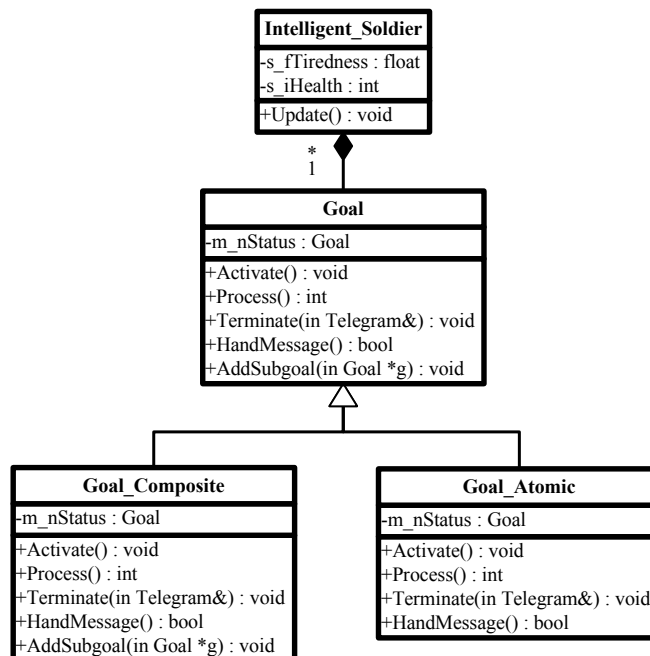 Intelligent_Soldier
-s_fTiredness : float
-s_iHealth : int
+Update() : void
*
1
Goal
-m_nStatus : Goal
+Activate() : void
+Process() : int
+Terminate(in Telegram&) : void
+HandMessage() : bool
+AddSubgoal(in Goal *g) : void
Goal_Composite
-m_nStatus : Goal
+Activate() : void
+Process() : int
+Terminate(in Telegram&) : void
+HandMessage() : bool
+AddSubgoal(in Goal *g) : void
Goal_Atomic
-m_nStatus : Goal
+Activate() : void
+Process() : int
+Terminate(in Telegram&) : void
+HandMessage() : bool